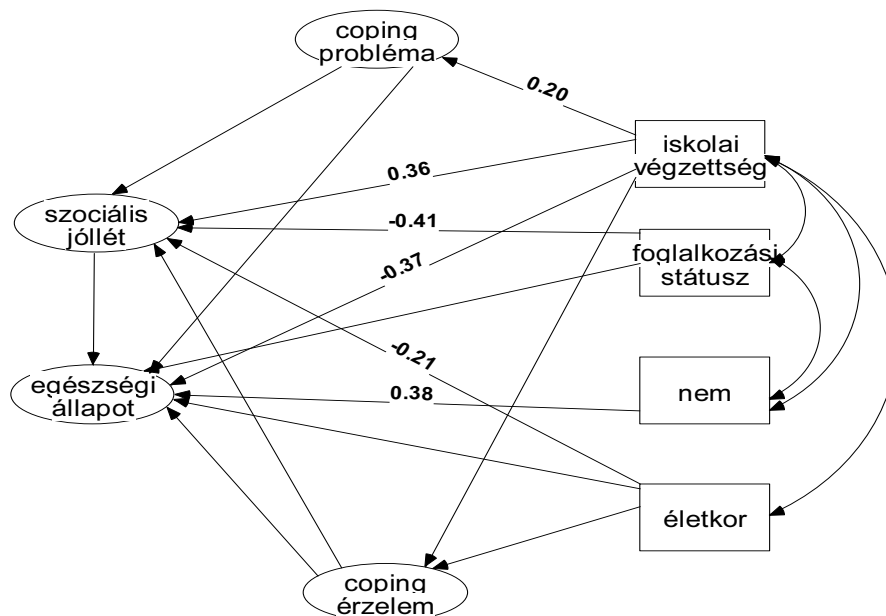 coping
probléma
0.20
iskolai
végzettség
0.36
szociális
jóllét
-0.41
foglalkozási
státusz
-0.37
-0.21
egészségi
állapot
0.38
nem
életkor
coping
érzelem